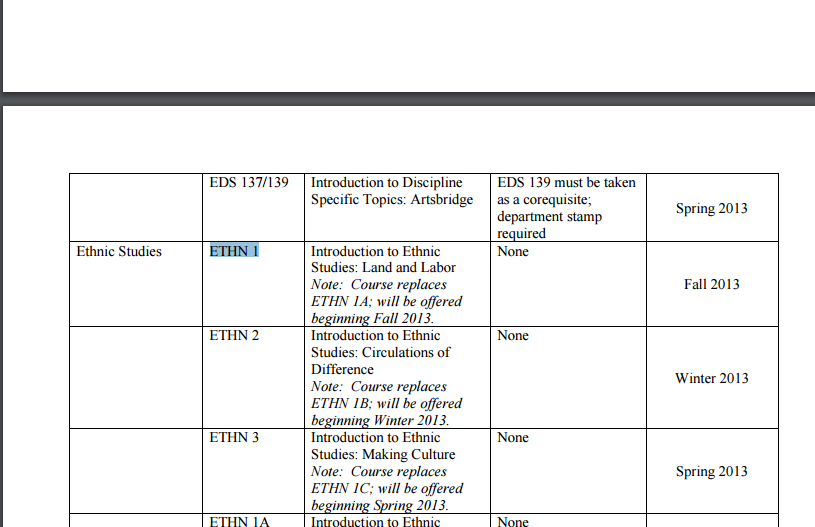 EDS 137/139
Introduction to Discipline
Specific Topics: Artsbridge
EDS 139 must be taken
as a corequisite;
department stamp
required
Spring 2013
Ethnic Studies
ETHN 1
Introduction to Ethnic
Studies: Land and Labor
Note: Course replaces
ETHN 1A; will be offered
beginning Fall 2013.
None
Fall 2013
ETHN 2
Introduction to Ethnic
Studies: Circulations of
Difference
Note: Course replaces
ETHN 1B; will be offered
beginning Winter 2013.
None
Winter 2013
ETHN 3
Introduction to Ethnic
Studies: Making Culture
Note: Course replaces
ETHN 1C; will be offered
beginning Spring 2013.
None
Spring 2013
ETHN 1A
Introduction to Ethnic
None